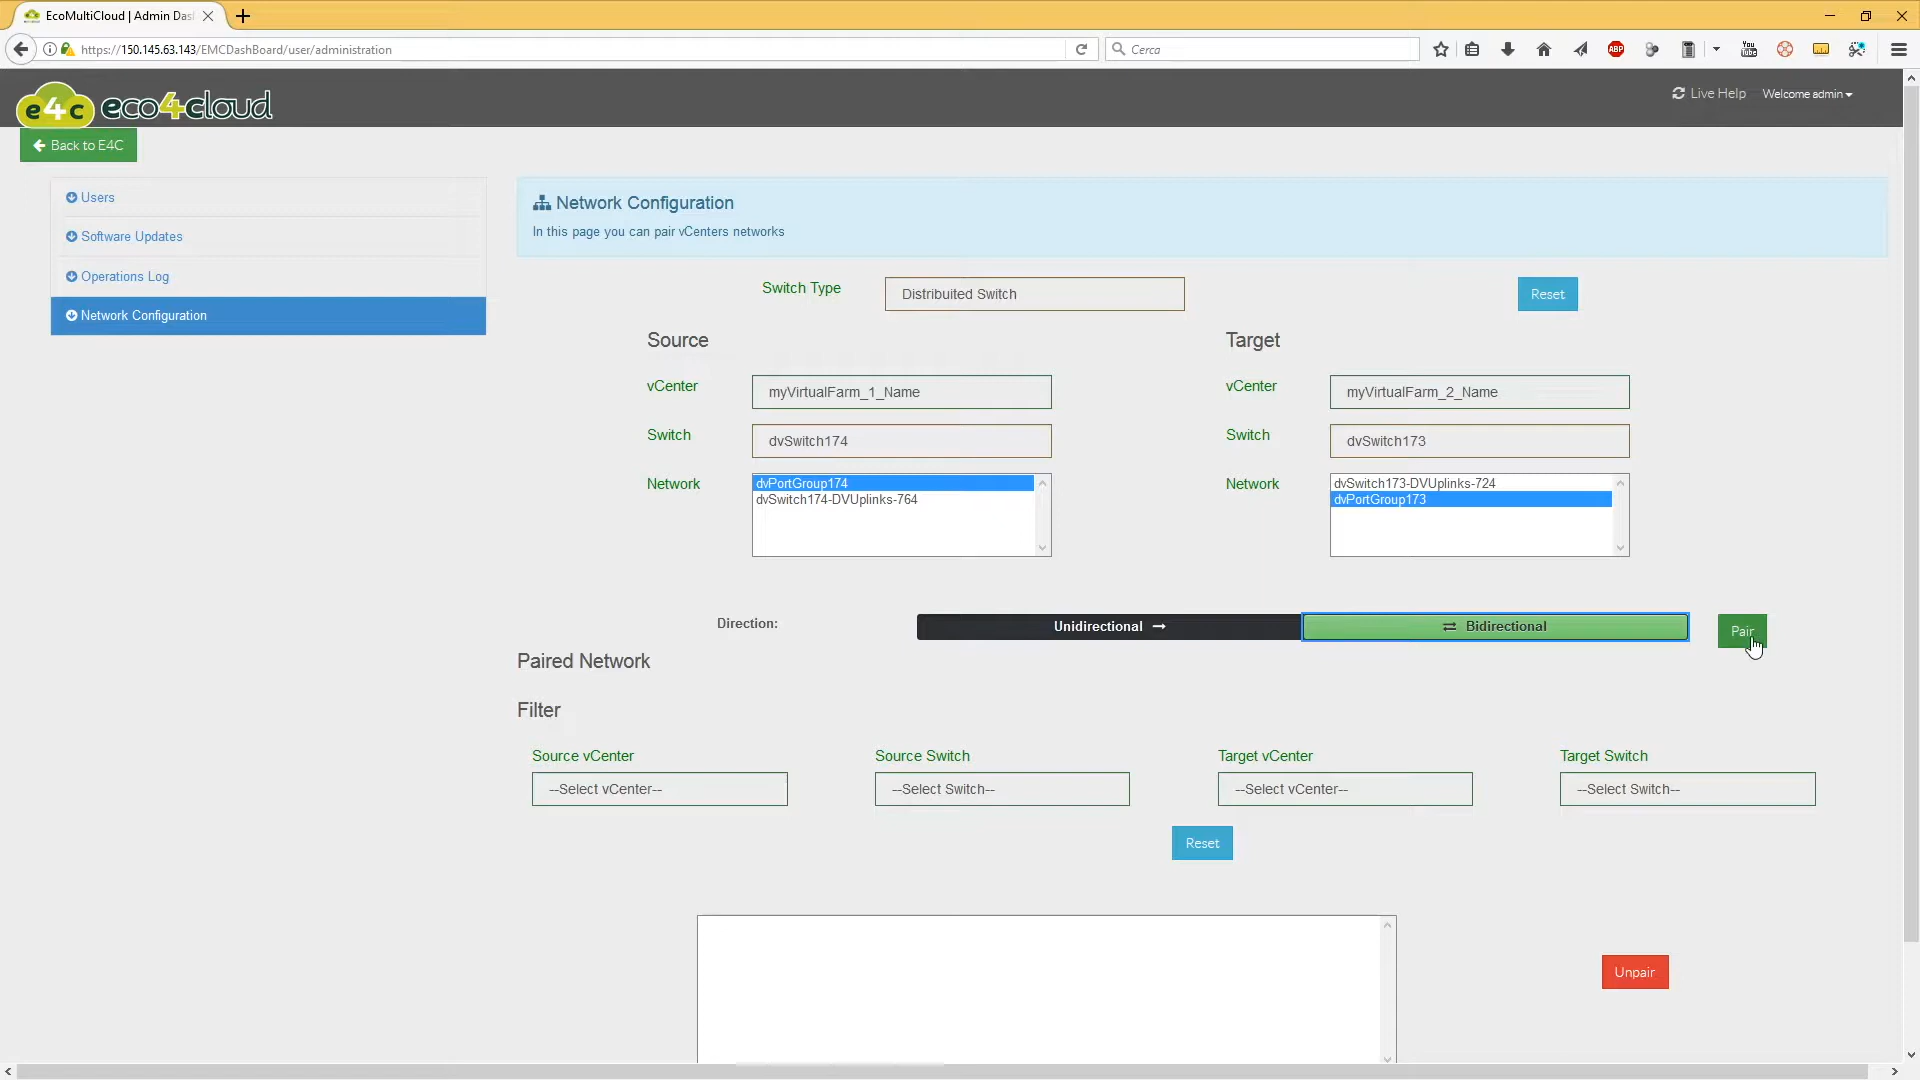 EcoMultiCloud | Admin Das
https://150.145.63.143/EMCDashBoard/user/administration
Cerca
ABP
You
e4c eco4cloud
Live Help
Welcome admin
Back to E4C
Users
Software Updates
Operations Log
Network Configuration
Network Configuration
In this page you can pair vCenters networks
Switch Type
Distribuited Switch
Reset
Source
Target
vCenter
myVirtualFarm_1_Name
vCenter
myVirtualFarm_2_Name
Switch
dvSwitch174
Switch
dvSwitch173
Network
dvPortGroup174
dvSwitch174-DVUplinks-764
Network
dvSwitch173-DVUplinks-724
dvPortGroup173
Direction:
Unidirectional →
⇄ Bidirectional
Pair
Paired Network
Filter
Source vCenter
Source Switch
Target vCenter
Target Switch
--Select vCenter--
--Select Switch--
--Select vCenter--
--Select Switch--
Reset
Unpair